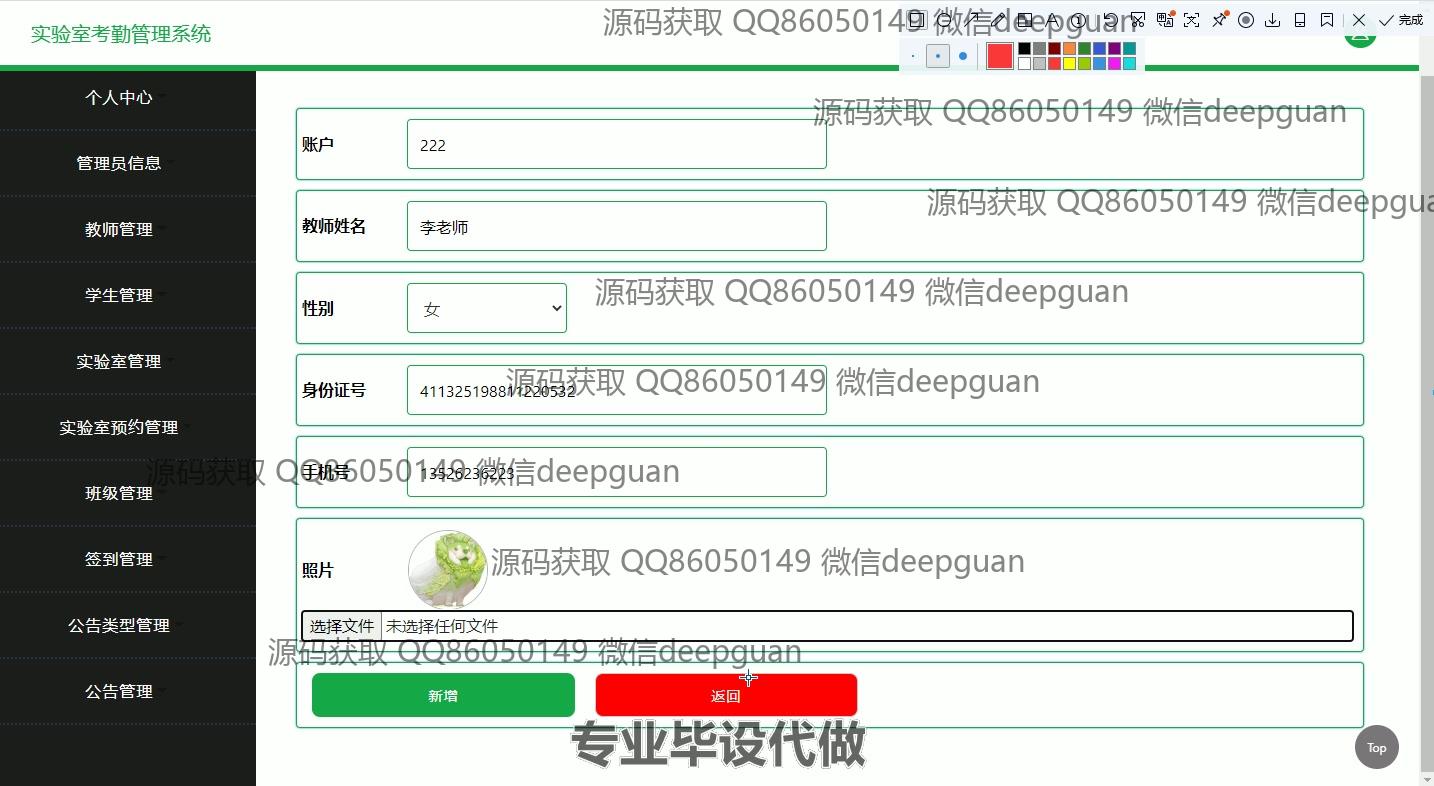 实验室考勤管理系统
源码获取 QQ86050149 微信deepguan
完成
个人中心
管理员信息
教师管理
学生管理
实验室管理
实验室预约管理
班级管理
签到管理
公告类型管理
公告管理
源码获取 QQ86050149 微信deepguan
账户
222
源码获取 QQ86050149 微信deepgua
教师姓名
李老师
源码获取 QQ86050149 微信deepguan
性别
女
源码获取 QQ86050149 微信deepguan
身份证号
411325198811220532
源码获取 QQ86050149 微信deepguan
手机号
13526236223
源码获取 QQ86050149 微信deepguan
照片
选择文件 未选择任何文件
源码获取 QQ86050149 微信deepguan
新增
返回
专业毕设代做
Top